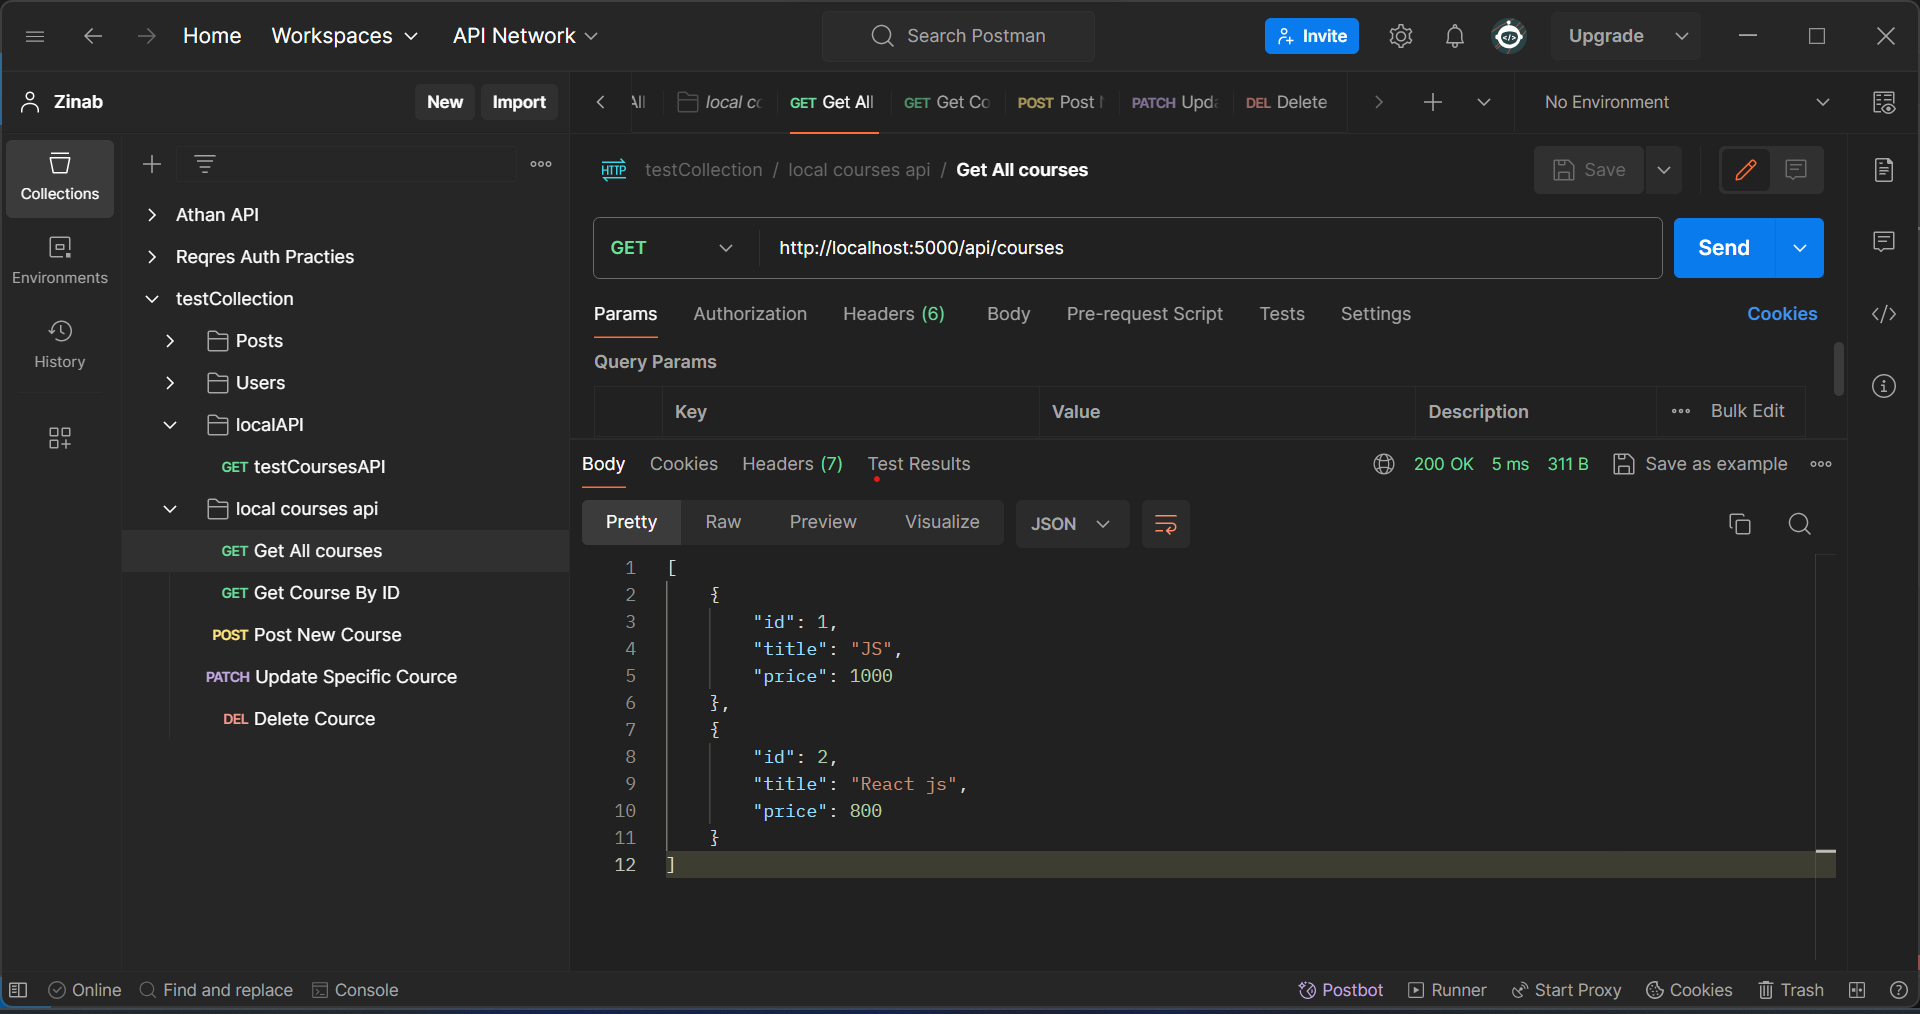 Home Workspaces API Network Search Postman Invite Upgrade
Zinab New Import
All local cc GET Get All GET Get Co POST Post PATCH Upda DEL Delete No Environment
Collections
Environments
History
Athan API
Reqres Auth Practies
testCollection
Posts
Users
localAPI
GET testCoursesAPI
local courses api
GET Get All courses
GET Get Course By ID
POST Post New Course
PATCH Update Specific Cource
DEL Delete Cource
HTTP testCollection / local courses api / Get All courses Save
GET http://localhost:5000/api/courses Send
Params Authorization Headers (6) Body Pre-request Script Tests Settings Cookies
Query Params
Key Value Description Bulk Edit
Body Cookies Headers (7) Test Results 200 OK 5 ms 311 B Save as example
Pretty Raw Preview Visualize JSON
1 [
2 {
3 "id": 1,
4 "title": "JS",
5 "price": 1000
6 },
7 {
8 "id": 2,
9 "title": "React js",
10 "price": 800
11 }
12 ]
Online Find and replace Console Postbot Runner Start Proxy Cookies Trash